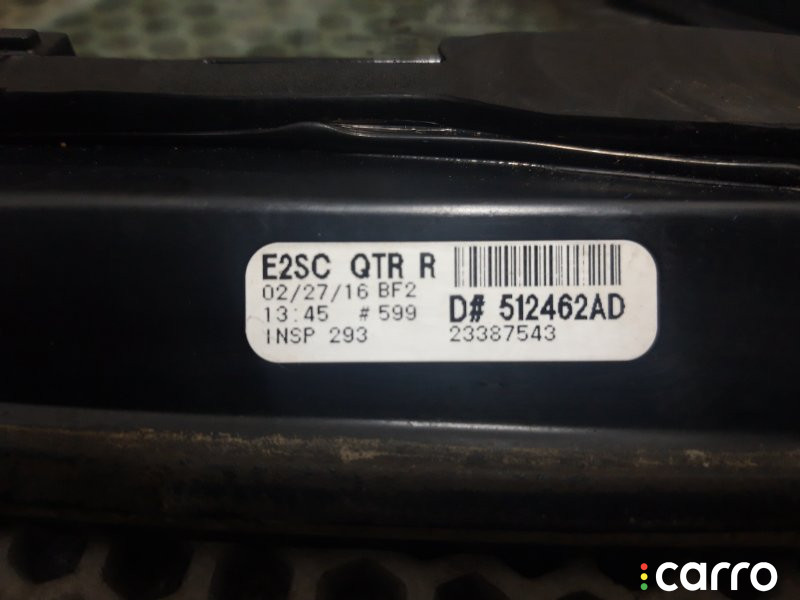 E2SC QTR R
02/27/16 BF2
13:45 #599
INSP 293
D# 512462AD
23387543
carro